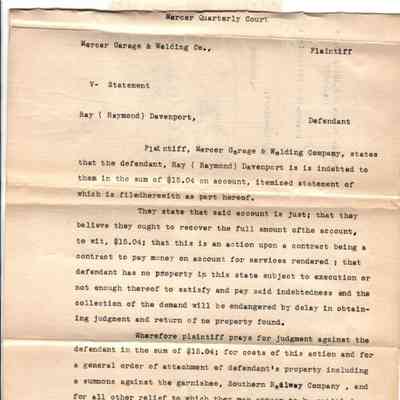 Mercer Quarterly Court
Mercer Garage & Welding Co., Plaintiff
V- Statement
Ray ( Raymond) Davenport, Defendant
Plaintiff, Mercer Garage & Welding Company, states
that the defendant, Ray ( Raymond) Davenport is is indebted to
them in the sum of $15.04 on account, itemized statement of
which is filedherewith as part hereof.
They state that said account is just; that they
believe they ought to recover the full amount ofthe account,
to wit, $15.04; that this is an action upon a contract being a
contract to pay money on account for services rendered ; that
defendant has no property in this state subject to execution or
not enough thereof to satisfy and pay said indebtedness and the
collection of the demand will be endangered by delay in obtain-
ing judgment and return of no property found.
Wherefore plaintiff prays for judgment against the
defendant in the sum of $15.04; for costs of this action and for
a general order of attachment of defendant's property including
a summons against the garnishee, Southern Railway Company , and
for all other relief to which they may appear to be entitled